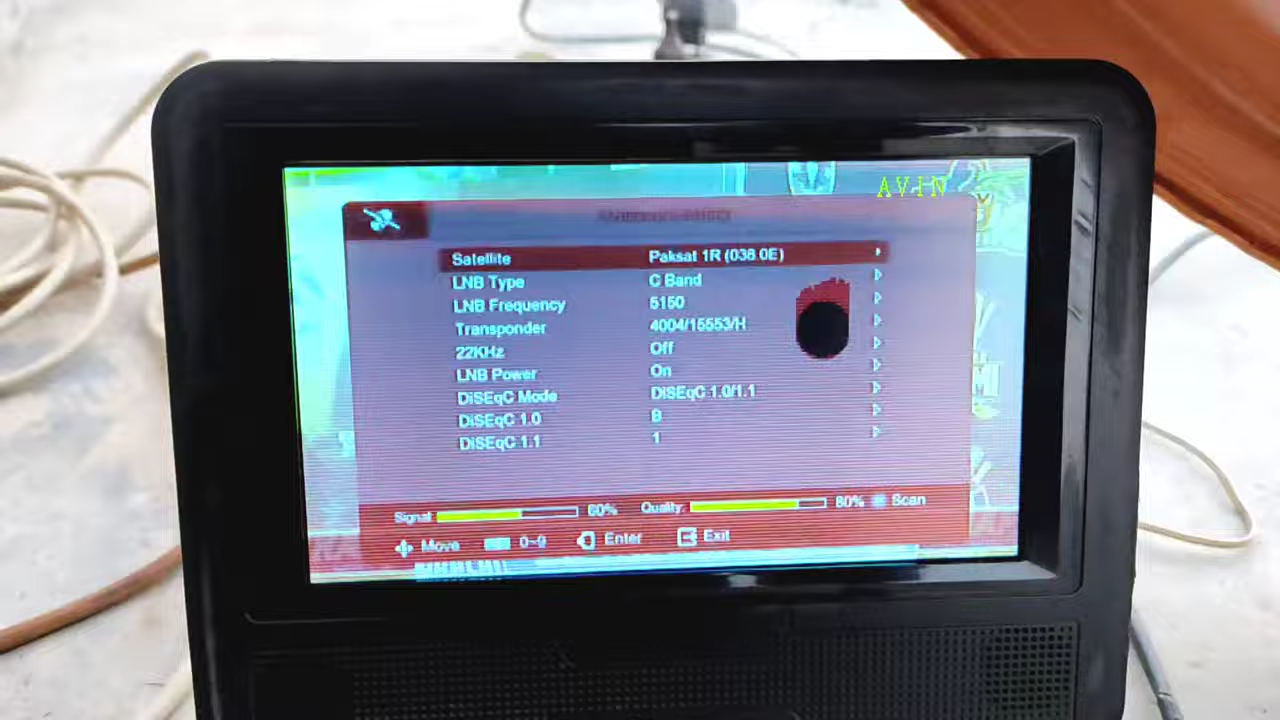 AV-IN
Satellite Paksat 1R (038.0E)
LNB Type C Band
LNB Frequency 5150
Transponder 4004/15553/H
22KHz Off
LNB Power On
DiSEqC Mode DiSEqC 1.0/1.1
DiSEqC 1.0 B
DiSEqC 1.1 1
Signal: 60% Quality: 80% Scan
Move 0~9 Enter Exit